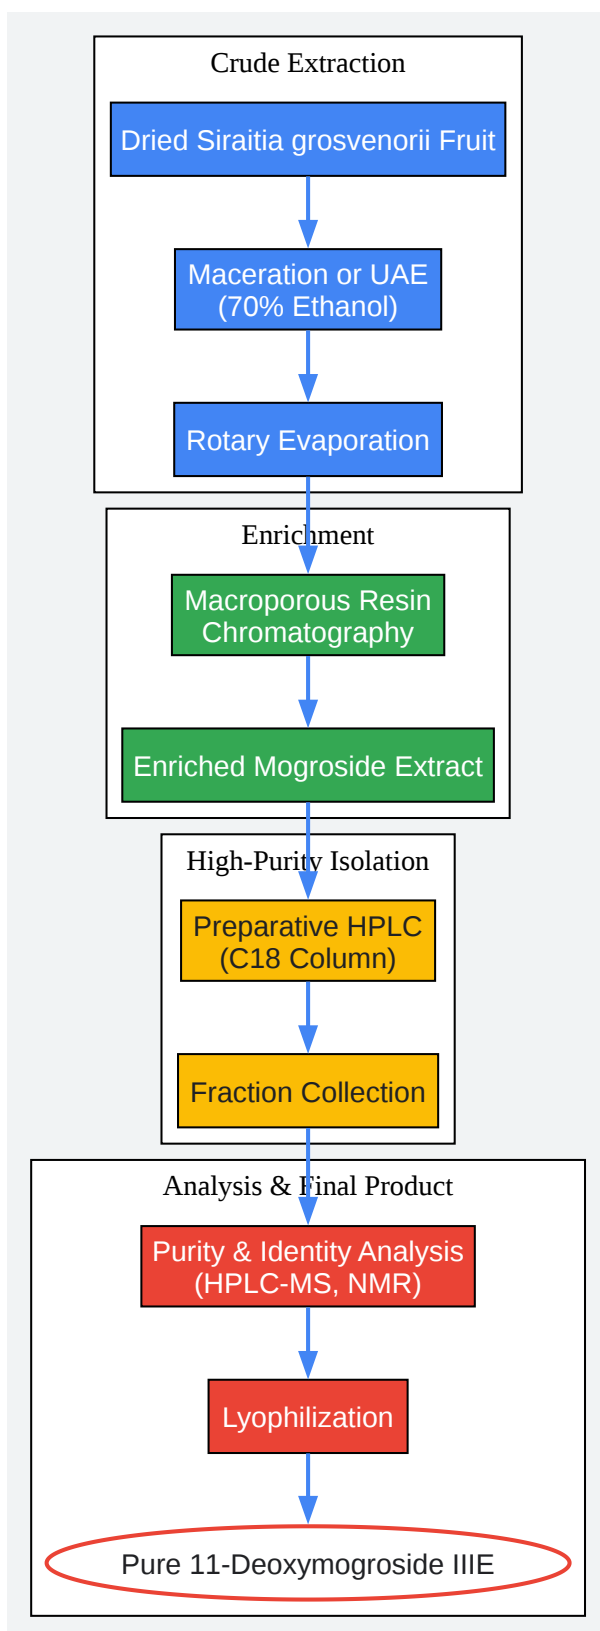 Crude Extraction
Dried Siraitia grosvenorii Fruit
Maceration or UAE
(70% Ethanol)
Rotary Evaporation
Enrichment
Macroporous Resin
Chromatography
Enriched Mogroside Extract
High-Purity Isolation
Preparative HPLC
(C18 Column)
Fraction Collection
Analysis & Final Product
Purity & Identity Analysis
(HPLC-MS, NMR)
Lyophilization
Pure 11-Deoxymogroside IIIE